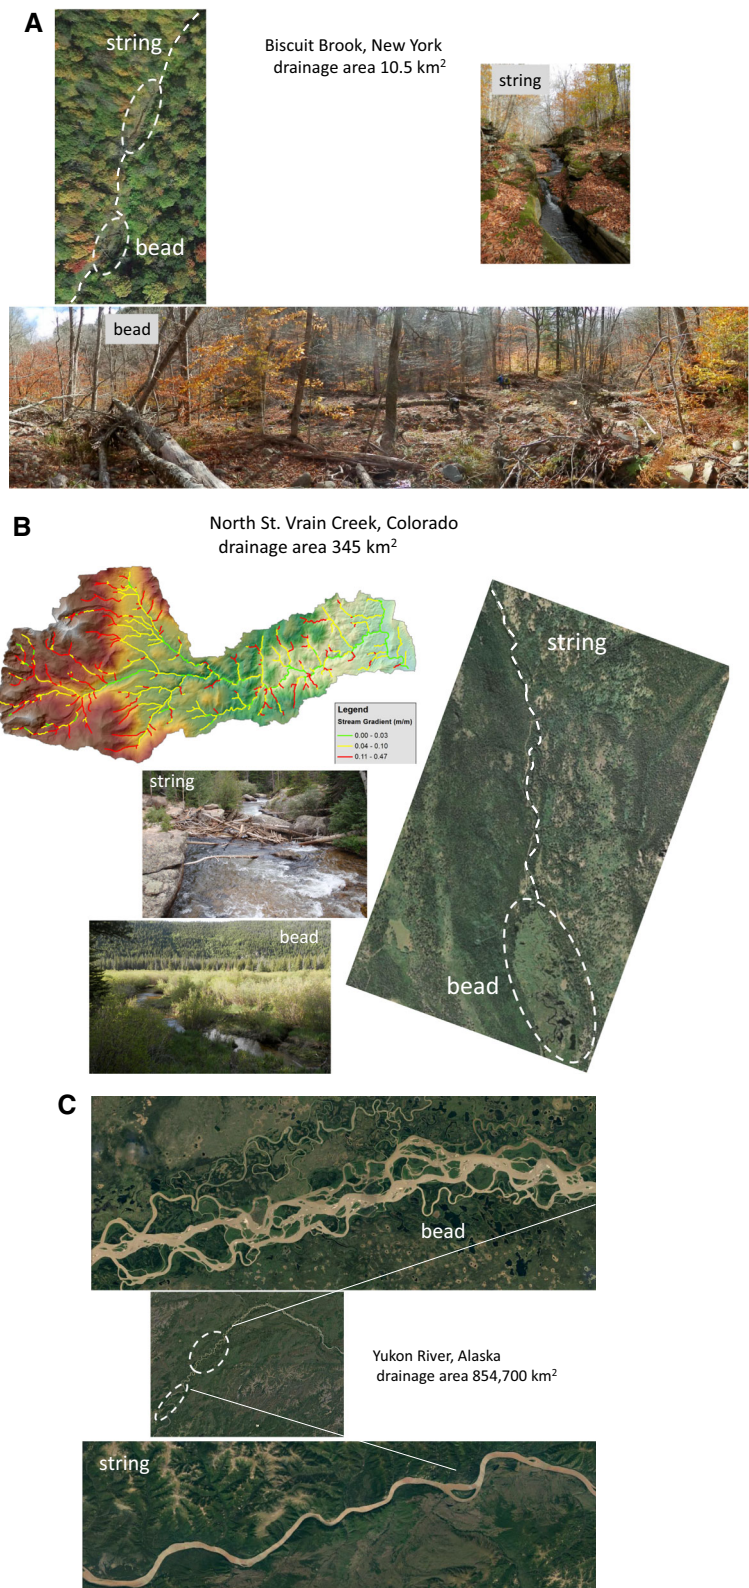 A
string
bead
Biscuit Brook, New York
drainage area 10.5 km²
string
bead
B
North St. Vrain Creek, Colorado
drainage area 345 km²
Legend
Stream Gradient (m/m)
0.00 - 0.03
0.04 - 0.10
0.11 - 0.47
string
bead
string
bead
C
bead
Yukon River, Alaska
drainage area 854,700 km²
string